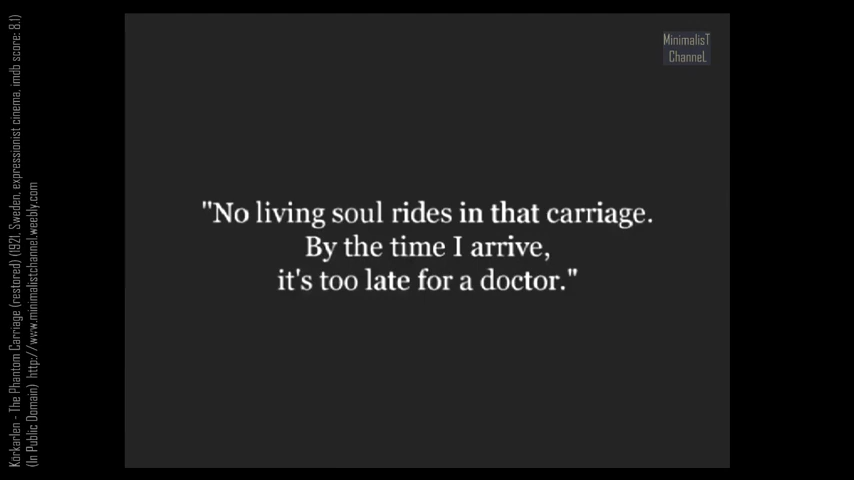 MinimalisT
ChanneL
"No living soul rides in that carriage.
By the time I arrive,
it's too late for a doctor."
Körkarlen - The Phantom Carriage (restored) (1921, Sweden, expressionist cinema, imdb score: 8.1)
(In Public Domain) http://www.minimalistchannel.weebly.com